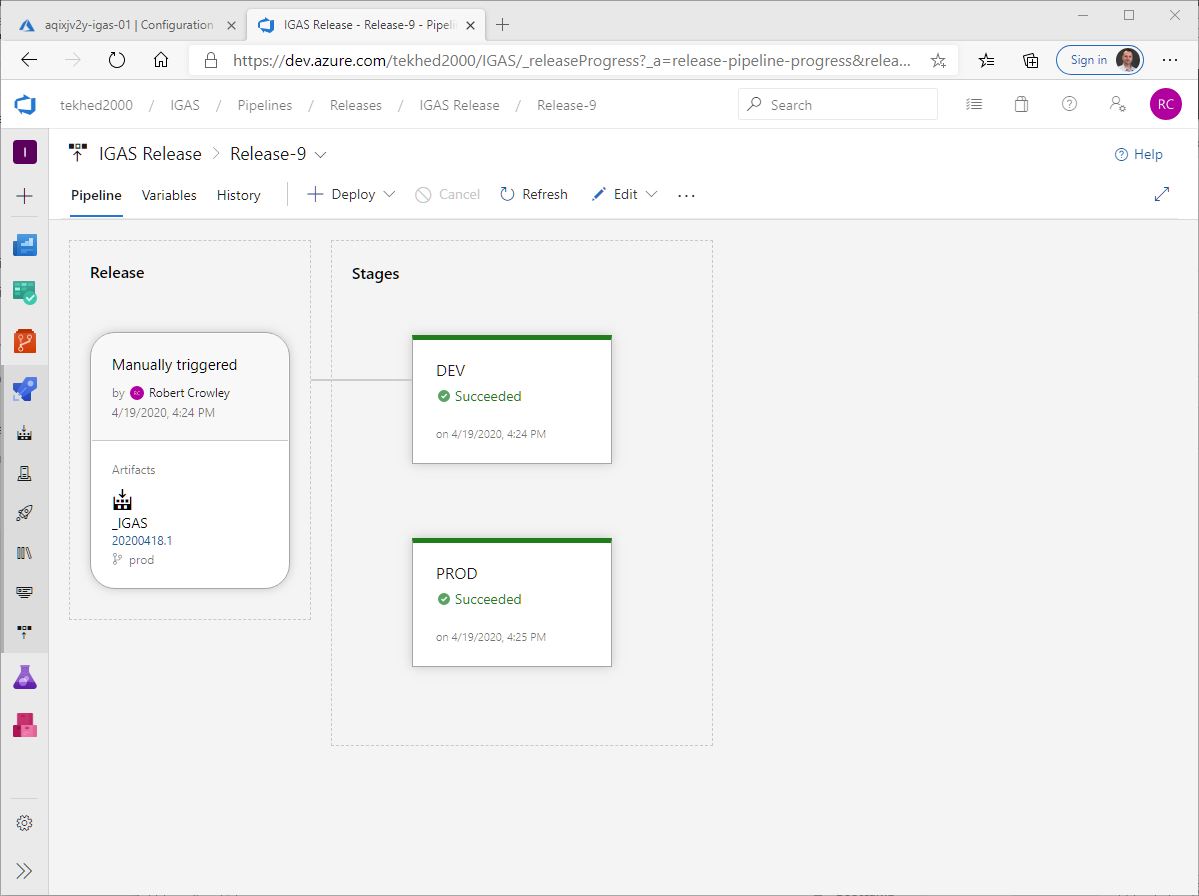 aqixjv2y-igas-01 | Configuration
IGAS Release - Release-9 - Pipeli
https://dev.azure.com/tekhed2000/IGAS/_releaseProgress?_a=release-pipeline-progress&relea...
Sign in
tekhed2000 / IGAS / Pipelines / Releases / IGAS Release / Release-9
Search
RC
I
IGAS Release > Release-9
Help
Pipeline Variables History Deploy Cancel Refresh Edit ...
Release
Stages
Manually triggered
by RC Robert Crowley
4/19/2020, 4:24 PM
Artifacts
_IGAS
20200418.1
prod
DEV
Succeeded
on 4/19/2020, 4:24 PM
PROD
Succeeded
on 4/19/2020, 4:25 PM